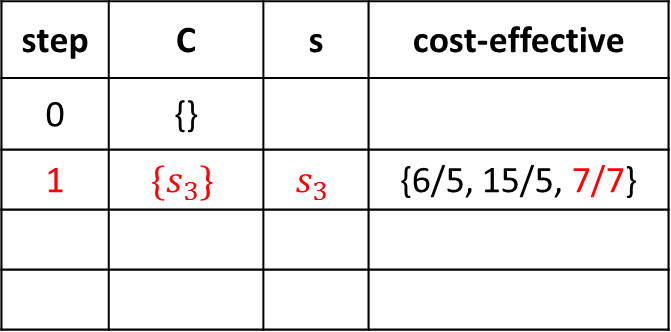 step C s cost-effective
0 {}
1 {s₃} s₃ {6/5, 15/5, 7/7}